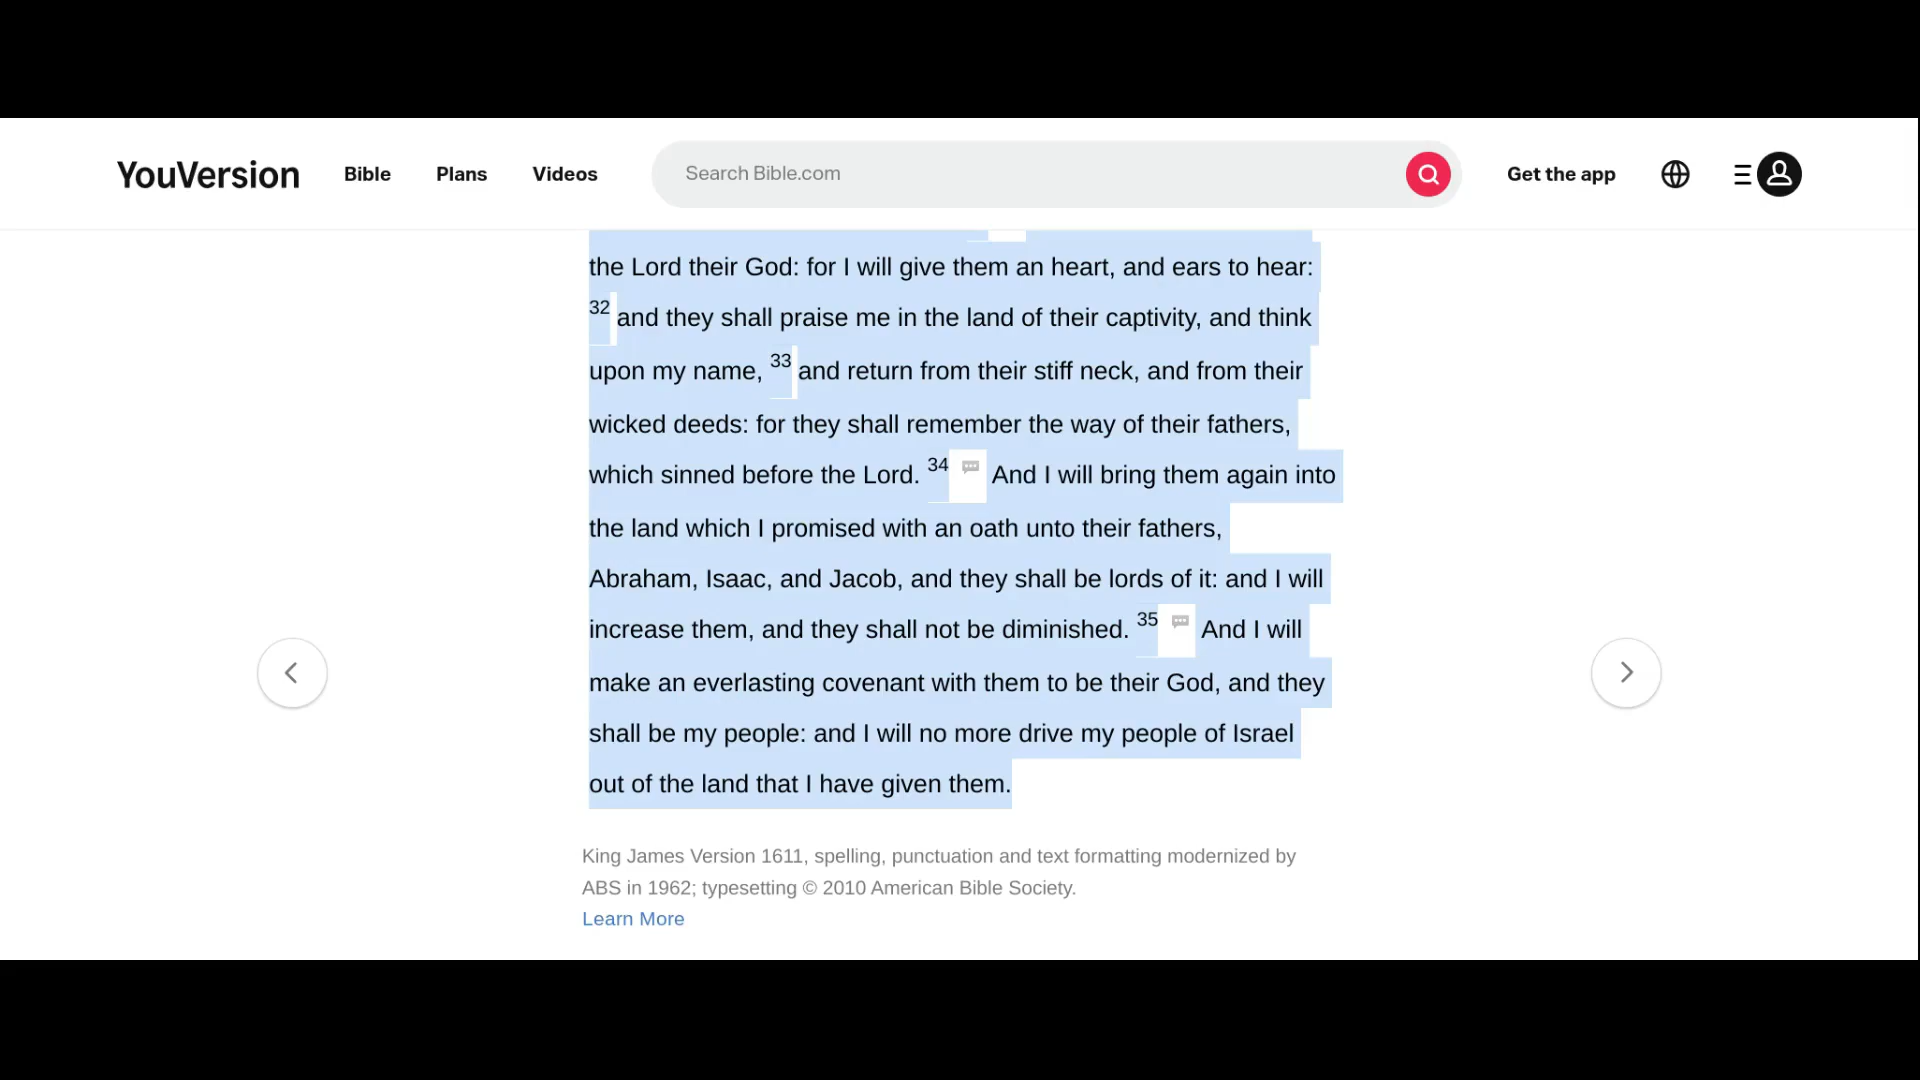 YouVersion
Bible
Plans
Videos
Search Bible.com
Get the app
the Lord their God: for I will give them an heart, and ears to hear:
32 and they shall praise me in the land of their captivity, and think
upon my name, 33 and return from their stiff neck, and from their
wicked deeds: for they shall remember the way of their fathers,
which sinned before the Lord. 34 And I will bring them again into
the land which I promised with an oath unto their fathers,
Abraham, Isaac, and Jacob, and they shall be lords of it: and I will
increase them, and they shall not be diminished. 35 And I will
make an everlasting covenant with them to be their God, and they
shall be my people: and I will no more drive my people of Israel
out of the land that I have given them.
King James Version 1611, spelling, punctuation and text formatting modernized by
ABS in 1962; typesetting © 2010 American Bible Society.
Learn More